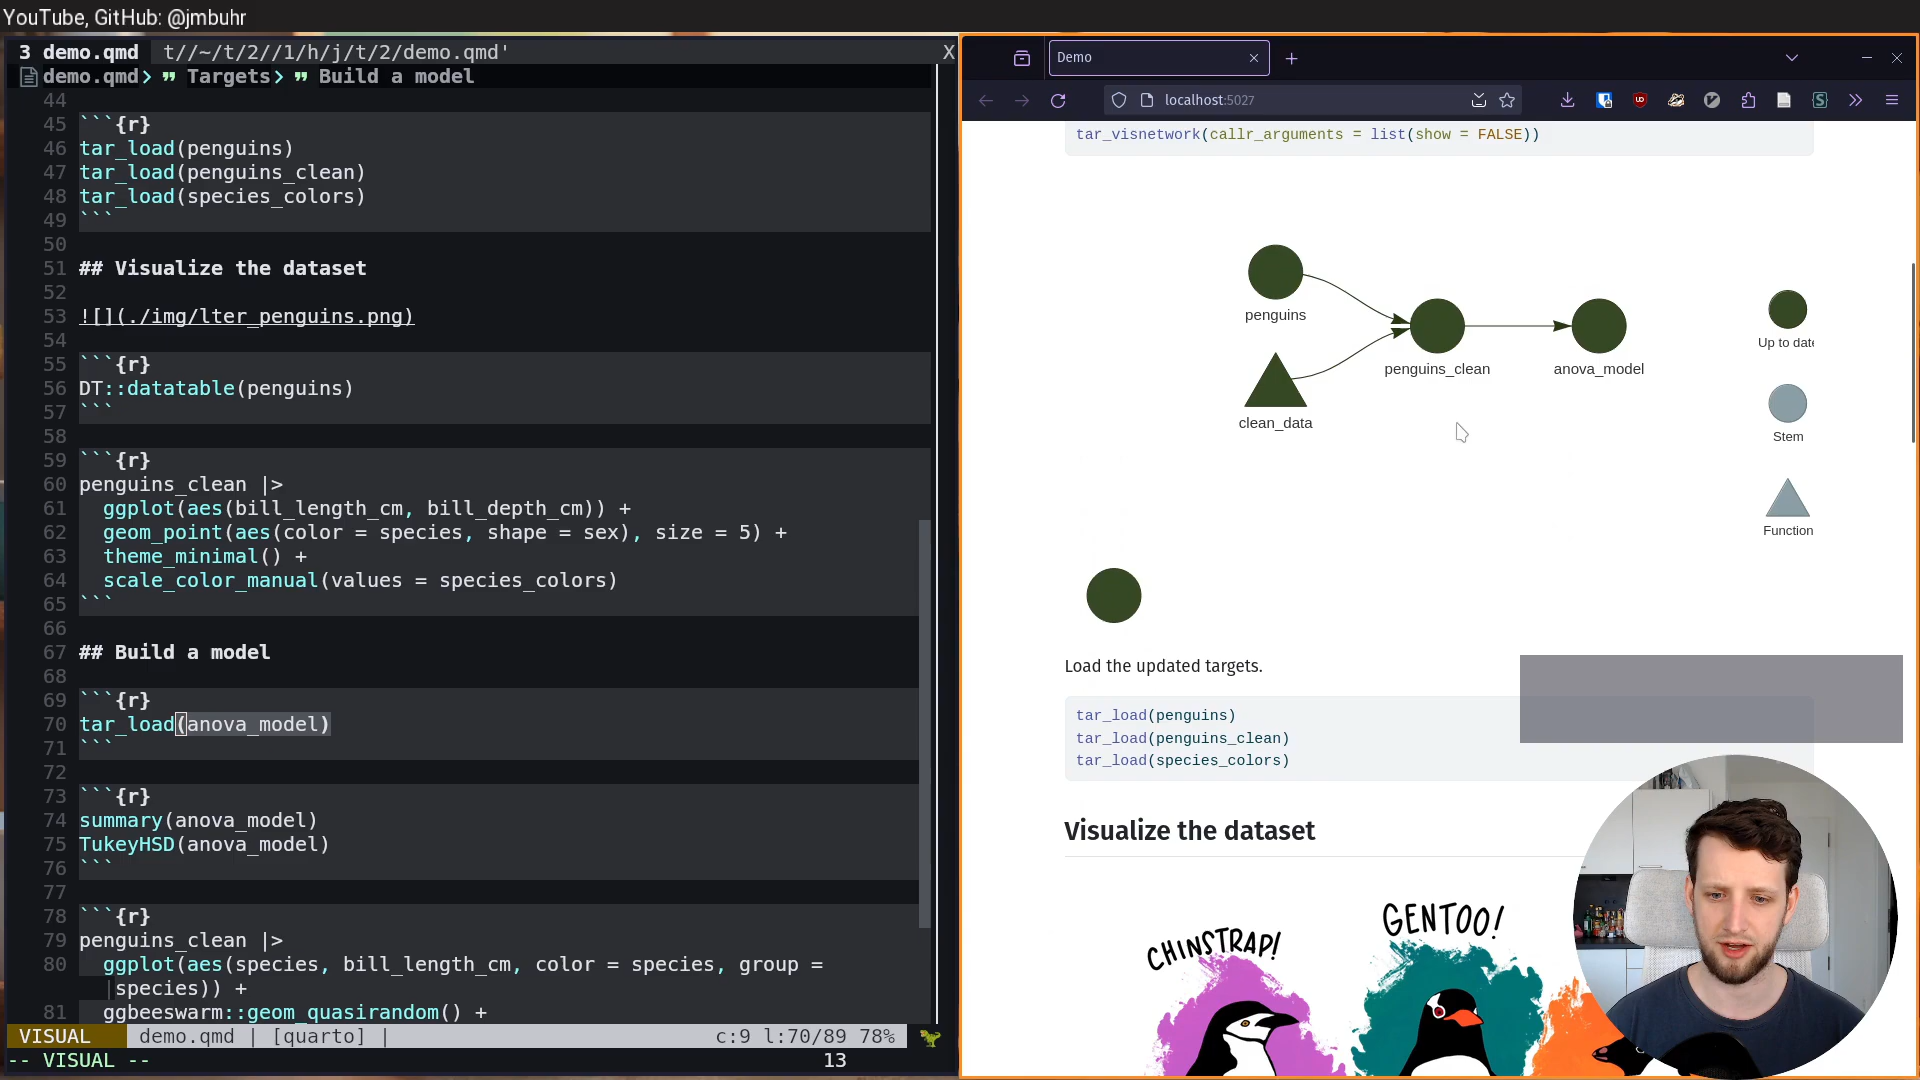 YouTube, GitHub: @jmbuhr
3 demo.qmd t//~/t/2//1/h/j/t/2/demo.qmd' X
demo.qmd> " Targets> " Build a model
44
45 ```{r}
46 tar_load(penguins)
47 tar_load(penguins_clean)
48 tar_load(species_colors)
49 ```
50
51 ## Visualize the dataset
52
53 ![](./img/lter_penguins.png)
54
55 ```{r}
56 DT::datatable(penguins)
57 ```
58
59 ```{r}
60 penguins_clean |>
61 ggplot(aes(bill_length_cm, bill_depth_cm)) +
62 geom_point(aes(color = species, shape = sex), size = 5) +
63 theme_minimal() +
64 scale_color_manual(values = species_colors)
65 ```
66
67 ## Build a model
68
69 ```{r}
70 tar_load(anova_model)
71 ```
72
73 ```{r}
74 summary(anova_model)
75 TukeyHSD(anova_model)
76 ```
77
78 ```{r}
79 penguins_clean |>
80 ggplot(aes(species, bill_length_cm, color = species, group =
species)) +
81 ggbeeswarm::geom_quasirandom() +
VISUAL demo.qmd | [quarto] | c:9 l:70/89 78%
-- VISUAL -- 13
Demo
localhost:5027
tar_visnetwork(callr_arguments = list(show = FALSE))
penguins
penguins_clean
anova_model
clean_data
Up to date
Stem
Function
Load the updated targets.
tar_load(penguins)
tar_load(penguins_clean)
tar_load(species_colors)
Visualize the dataset
CHINSTRAP!
GENTOO!